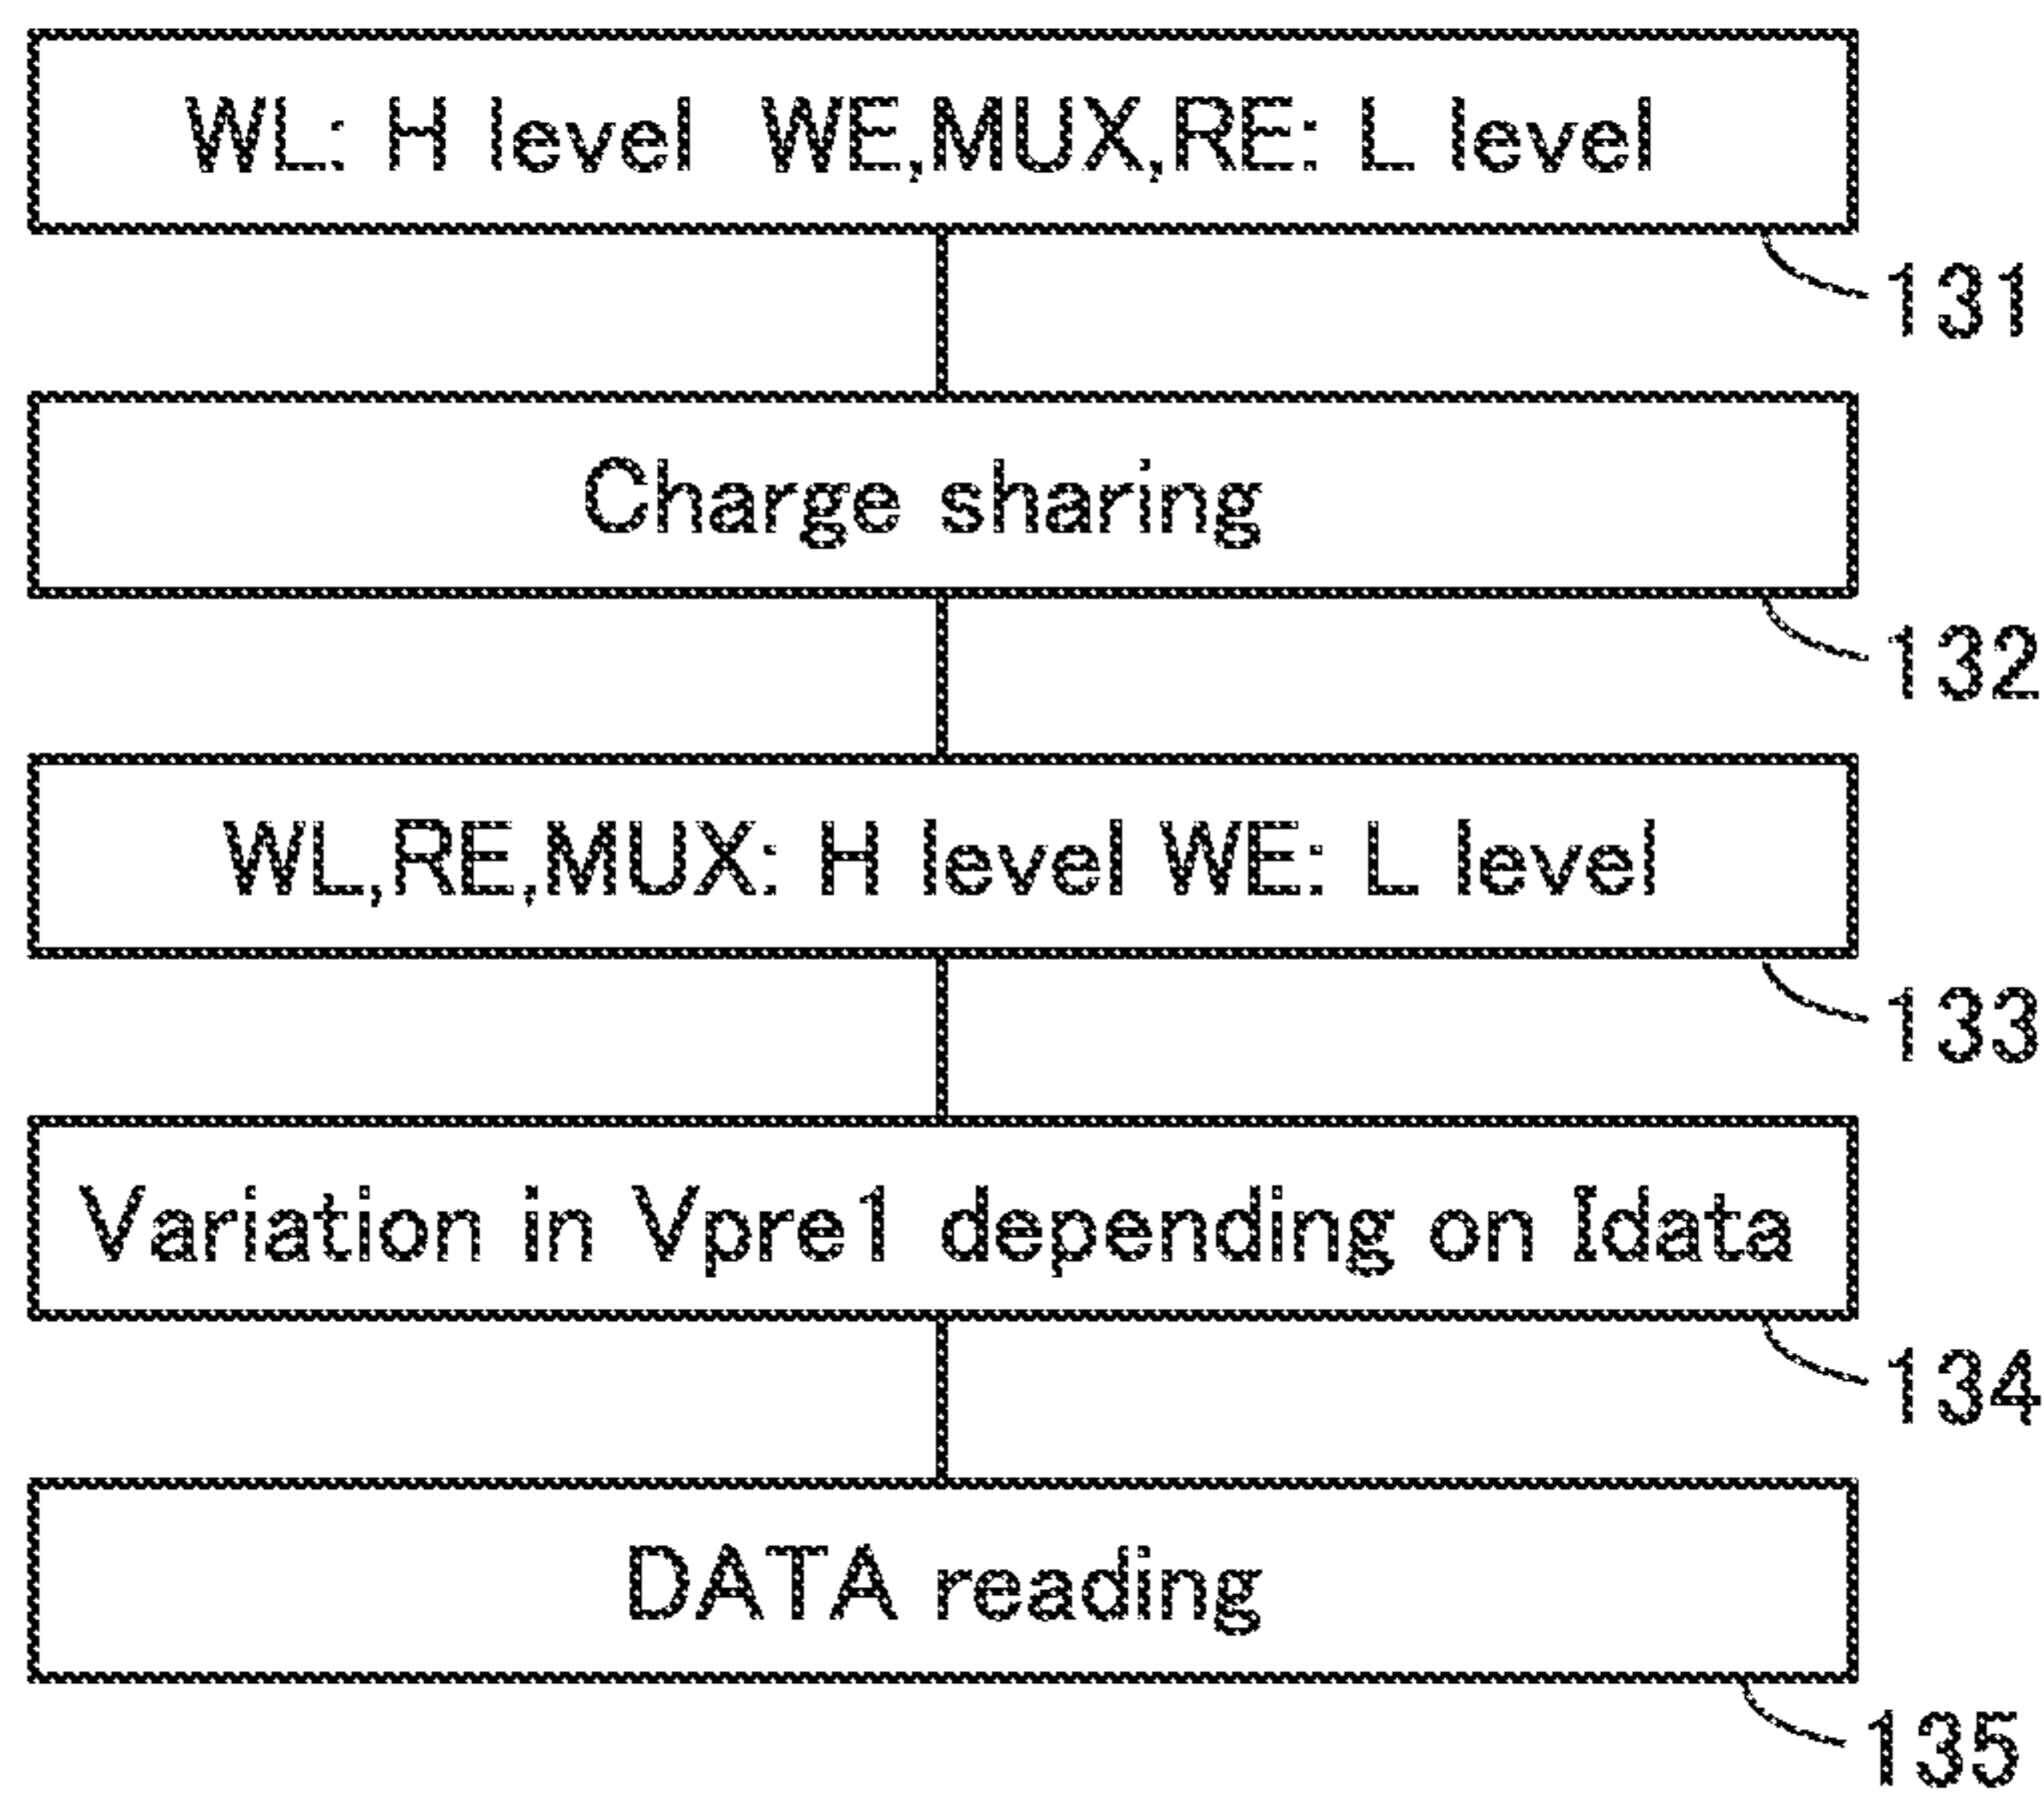 WL: H level WE,MUX,RE: L level
131
Charge sharing
132
WL,RE,MUX: H level WE: L level
133
Variation in Vpre1 depending on Idata
134
DATA reading
135